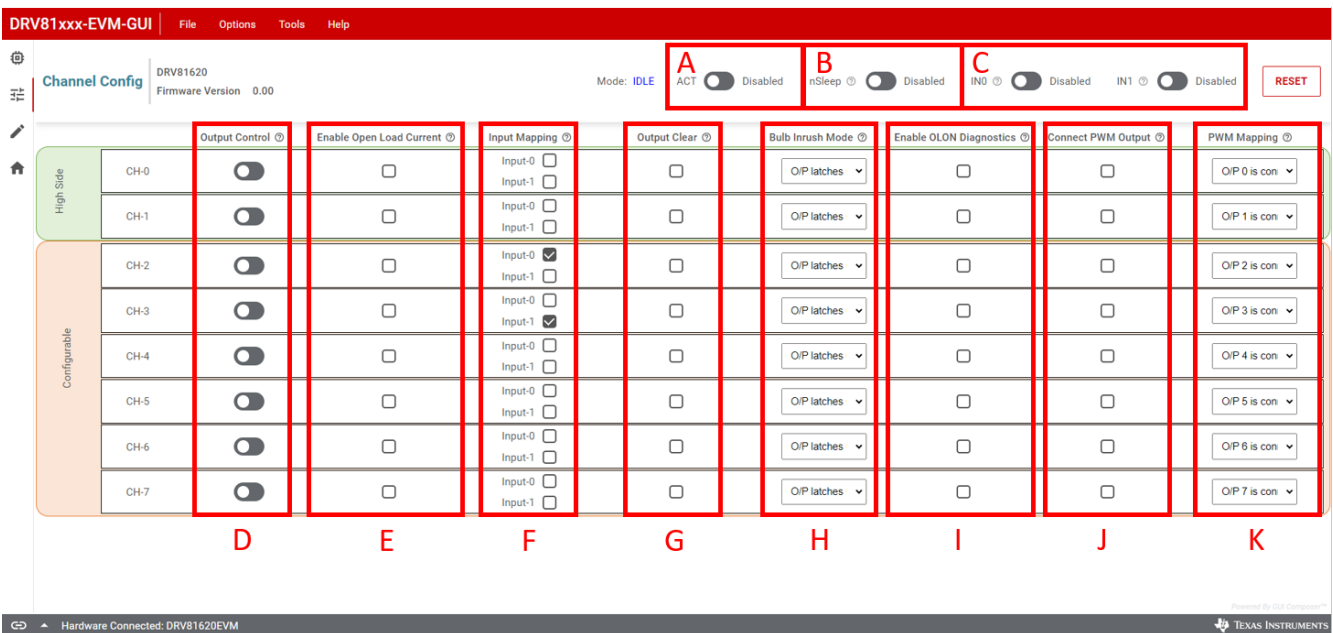 DRV81xxx-EVM-GUI File Options Tools Help
Channel Config
DRV81620
Firmware Version 0.00
Mode: IDLE
A
ACT Disabled
B
nSleep Disabled
C
IN0 Disabled IN1 Disabled
RESET
Output Control Enable Open Load Current Input Mapping Output Clear Bulb Inrush Mode Enable OLON Diagnostics Connect PWM Output PWM Mapping
High Side
CH-0 Input-0 O/P latches O/P 0 is con
Input-1
CH-1 Input-0 O/P latches O/P 1 is con
Input-1
Configurable
CH-2 Input-0 O/P latches O/P 2 is con
Input-1
CH-3 Input-0 O/P latches O/P 3 is con
Input-1
CH-4 Input-0 O/P latches O/P 4 is con
Input-1
CH-5 Input-0 O/P latches O/P 5 is con
Input-1
CH-6 Input-0 O/P latches O/P 6 is con
Input-1
CH-7 Input-0 O/P latches O/P 7 is con
Input-1
D E F G H I J K
Powered By GUI Composer™
Hardware Connected: DRV81620EVM
TEXAS INSTRUMENTS